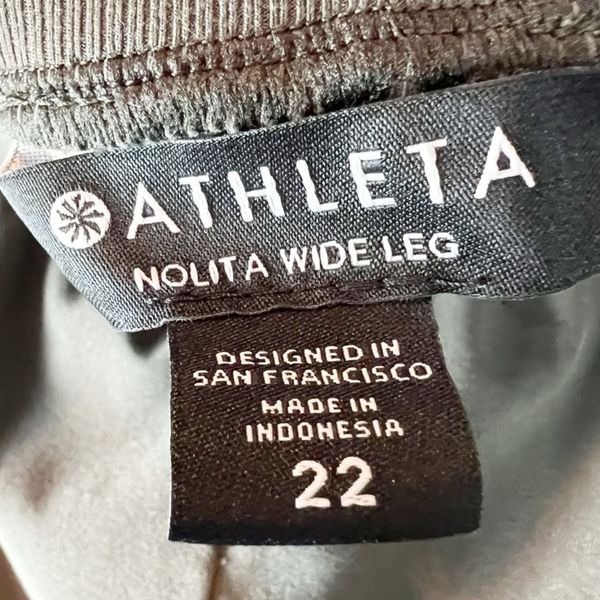 ATHLETA
NOLITA WIDE LEG
DESIGNED IN
SAN FRANCISCO
MADE IN
INDONESIA
22